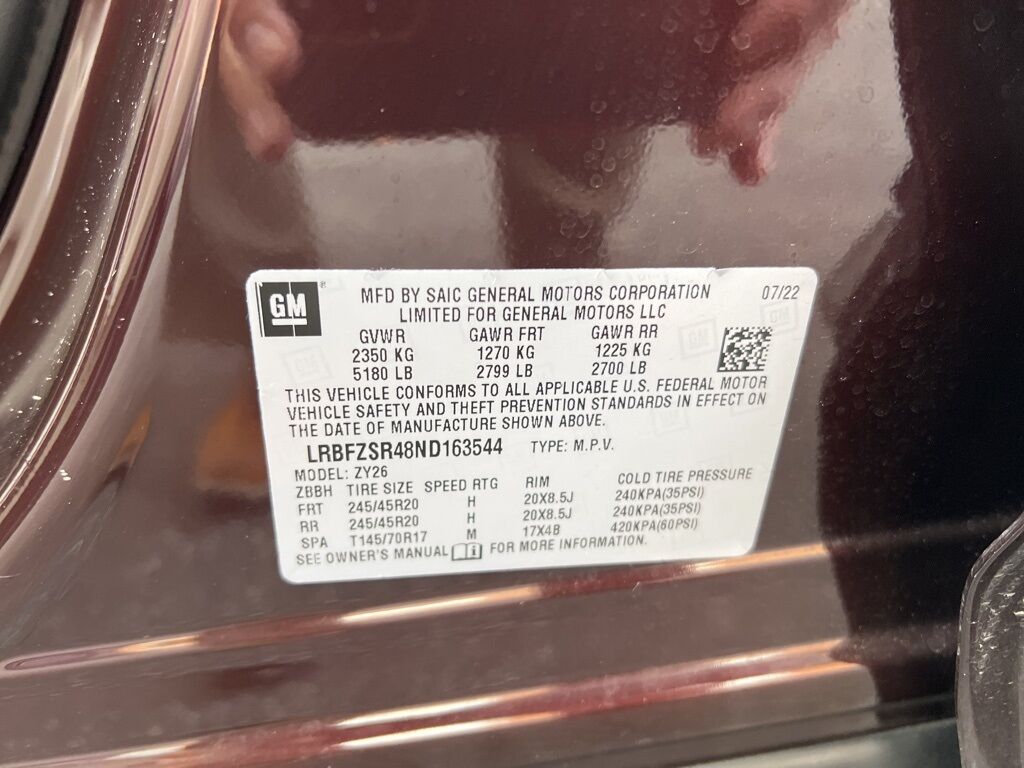 GM ®
MFD BY SAIC GENERAL MOTORS CORPORATION 07/22
LIMITED FOR GENERAL MOTORS LLC
GVWR GAWR FRT GAWR RR
2350 KG 1270 KG 1225 KG
5180 LB 2799 LB 2700 LB
THIS VEHICLE CONFORMS TO ALL APPLICABLE U.S. FEDERAL MOTOR
VEHICLE SAFETY AND THEFT PREVENTION STANDARDS IN EFFECT ON
THE DATE OF MANUFACTURE SHOWN ABOVE.
LRBFZSR48ND163544 TYPE: M.P.V.
MODEL: ZY26
ZBBH TIRE SIZE SPEED RTG RIM COLD TIRE PRESSURE
FRT 245/45R20 H 20X8.5J 240KPA(35PSI)
RR 245/45R20 H 20X8.5J 240KPA(35PSI)
SPA T145/70R17 M 17X4B 420KPA(60PSI)
SEE OWNER'S MANUAL FOR MORE INFORMATION.